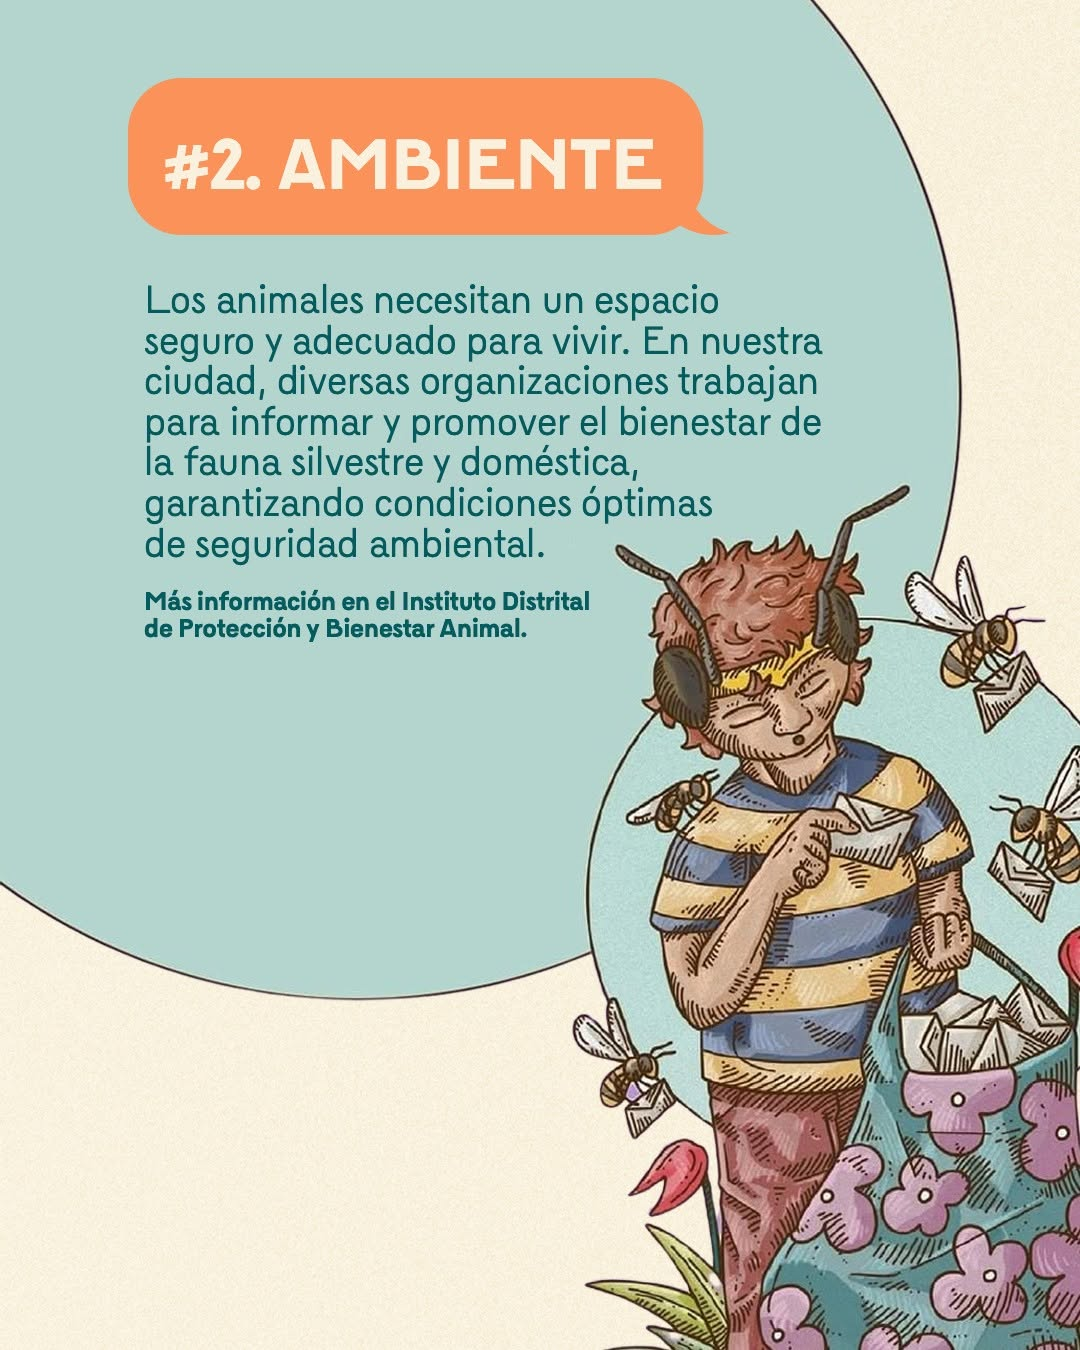 #2. AMBIENTE
Los animales necesitan un espacio
seguro y adecuado para vivir. En nuestra
ciudad, diversas organizaciones trabajan
para informar y promover el bienestar de
la fauna silvestre y doméstica,
garantizando condiciones óptimas
de seguridad ambiental.
Más información en el Instituto Distrital
de Protección y Bienestar Animal.